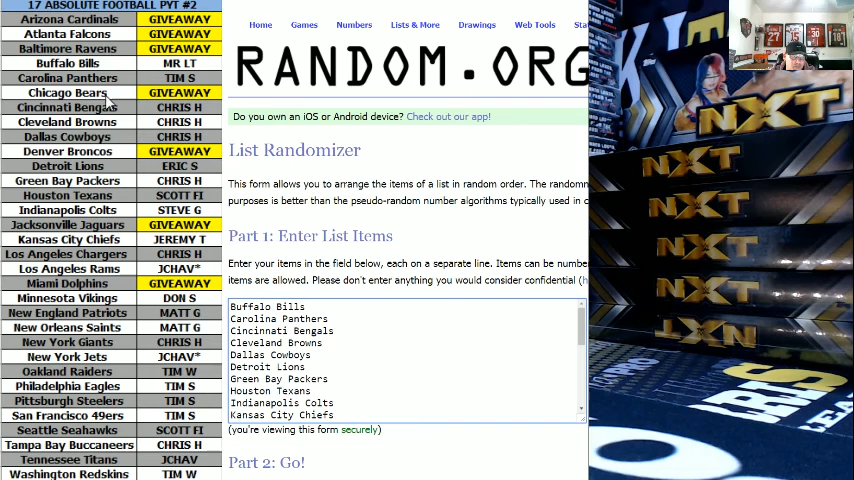 17 ABSOLUTE FOOTBALL PYT #2
Arizona Cardinals GIVEAWAY
Atlanta Falcons GIVEAWAY
Baltimore Ravens GIVEAWAY
Buffalo Bills MR LT
Carolina Panthers TIM S
Chicago Bears GIVEAWAY
Cincinnati Bengals CHRIS H
Cleveland Browns CHRIS H
Dallas Cowboys CHRIS H
Denver Broncos GIVEAWAY
Detroit Lions ERIC S
Green Bay Packers CHRIS H
Houston Texans SCOTT FI
Indianapolis Colts STEVE G
Jacksonville Jaguars GIVEAWAY
Kansas City Chiefs JEREMY T
Los Angeles Chargers CHRIS H
Los Angeles Rams JCHAV*
Miami Dolphins GIVEAWAY
Minnesota Vikings DON S
New England Patriots MATT G
New Orleans Saints MATT G
New York Giants CHRIS H
New York Jets JCHAV*
Oakland Raiders TIM W
Philadelphia Eagles TIM S
Pittsburgh Steelers TIM S
San Francisco 49ers TIM S
Seattle Seahawks SCOTT FI
Tampa Bay Buccaneers CHRIS H
Tennessee Titans JCHAV
Washington Redskins TIM W
Home Games Numbers Lists & More Drawings Web Tools Sta
RANDOM.ORG
Do you own an iOS or Android device? Check out our app!
List Randomizer
This form allows you to arrange the items of a list in random order. The randomn
purposes is better than the pseudo-random number algorithms typically used in c
Part 1: Enter List Items
Enter your items in the field below, each on a separate line. Items can be number
items are allowed. Please don't enter anything you would consider confidential (h
Buffalo Bills
Carolina Panthers
Cincinnati Bengals
Cleveland Browns
Dallas Cowboys
Detroit Lions
Green Bay Packers
Houston Texans
Indianapolis Colts
Kansas City Chiefs
(you're viewing this form securely)
Part 2: Go!
NXT
NXT
NXT
NXT
NXT
NXT